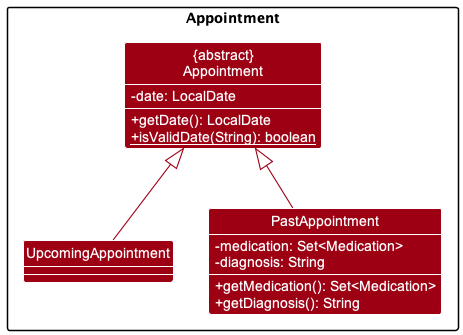 Appointment
{abstract}
Appointment
-date: LocalDate
+getDate(): LocalDate
+isValidDate(String): boolean
UpcomingAppointment
PastAppointment
-medication: Set<Medication>
-diagnosis: String
+getMedication(): Set<Medication>
+getDiagnosis(): String